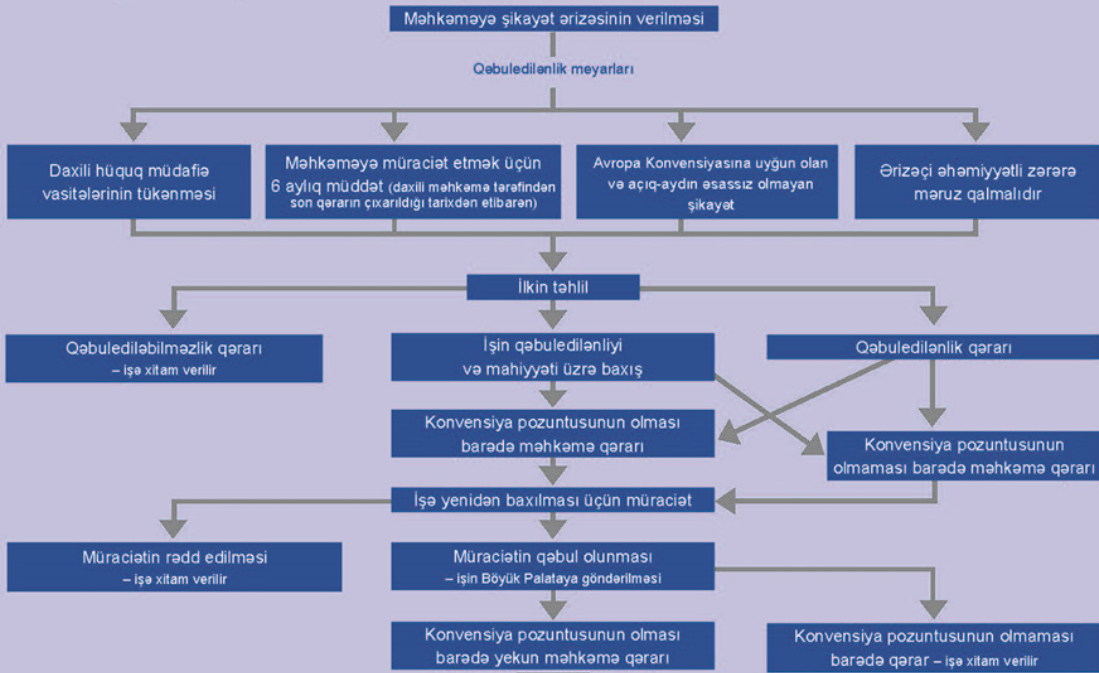 Məhkəməyə şikayət ərizəsinin verilməsi
Qəbuledilənlik meyarları
Daxili hüquq müdafiə
vasitələrinin tükənməsi
Məhkəməyə müraciət etmək üçün
6 aylıq müddət (daxili məhkəmə tərəfindən
son qərarın çıxarıldığı tarixdən etibarən)
Avropa Konvensiyasına uyğun olan
və açıq-aydın əsassız olmayan
şikayət
Ərizəçi əhəmiyyətli zərərə
məruz qalmalıdır
İlkin təhlil
Qəbulediləbilməzlik qərarı
– işə xitam verilir
İşin qəbuledilənliyi
və mahiyyəti üzrə baxış
Qəbuledilənlik qərarı
Konvensiya pozuntusunun olması
barədə məhkəmə qərarı
Konvensiya pozuntusunun
olmaması barədə məhkəmə qərarı
İşə yenidən baxılması üçün müraciət
Müraciətin rədd edilməsi
– işə xitam verilir
Müraciətin qəbul olunması
– işin Böyük Palataya göndərilməsi
Konvensiya pozuntusunun olması
barədə yekun məhkəmə qərarı
Konvensiya pozuntusunun olmaması
barədə qərar – işə xitam verilir